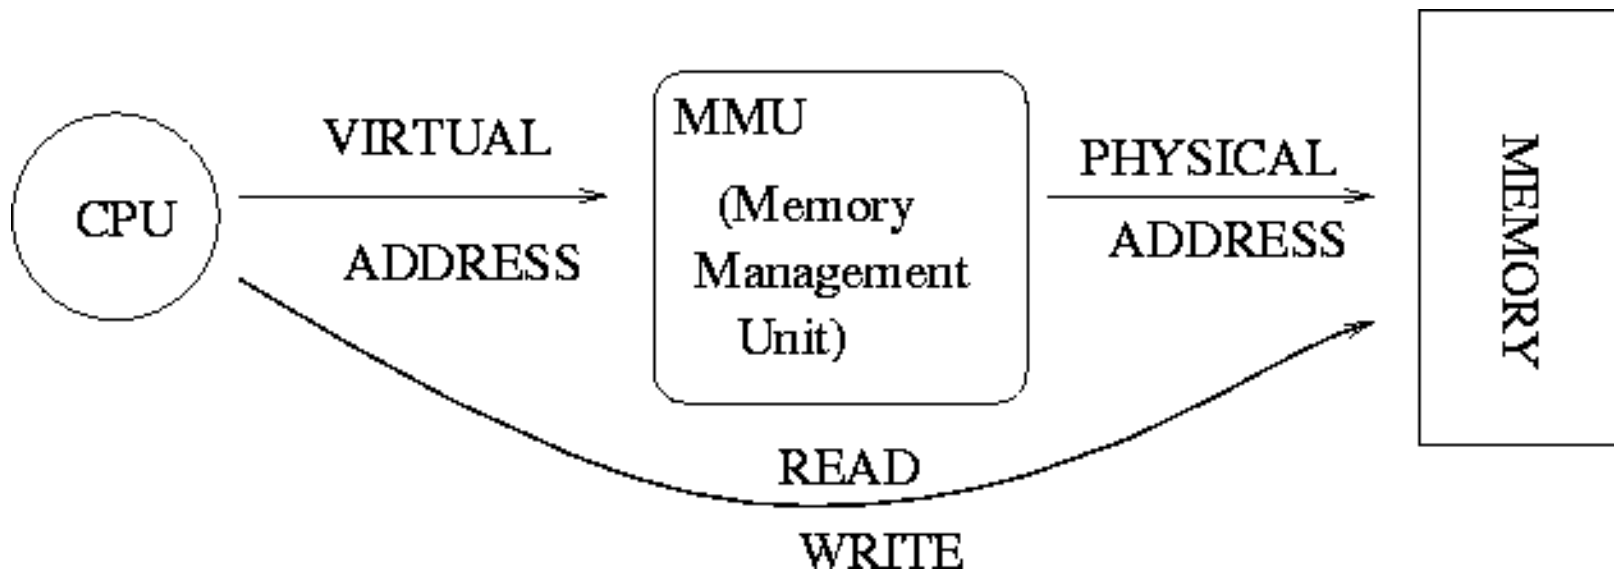 CPU
VIRTUAL
ADDRESS
MMU
(Memory
Management
Unit)
PHYSICAL
ADDRESS
MEMORY
READ
WRITE